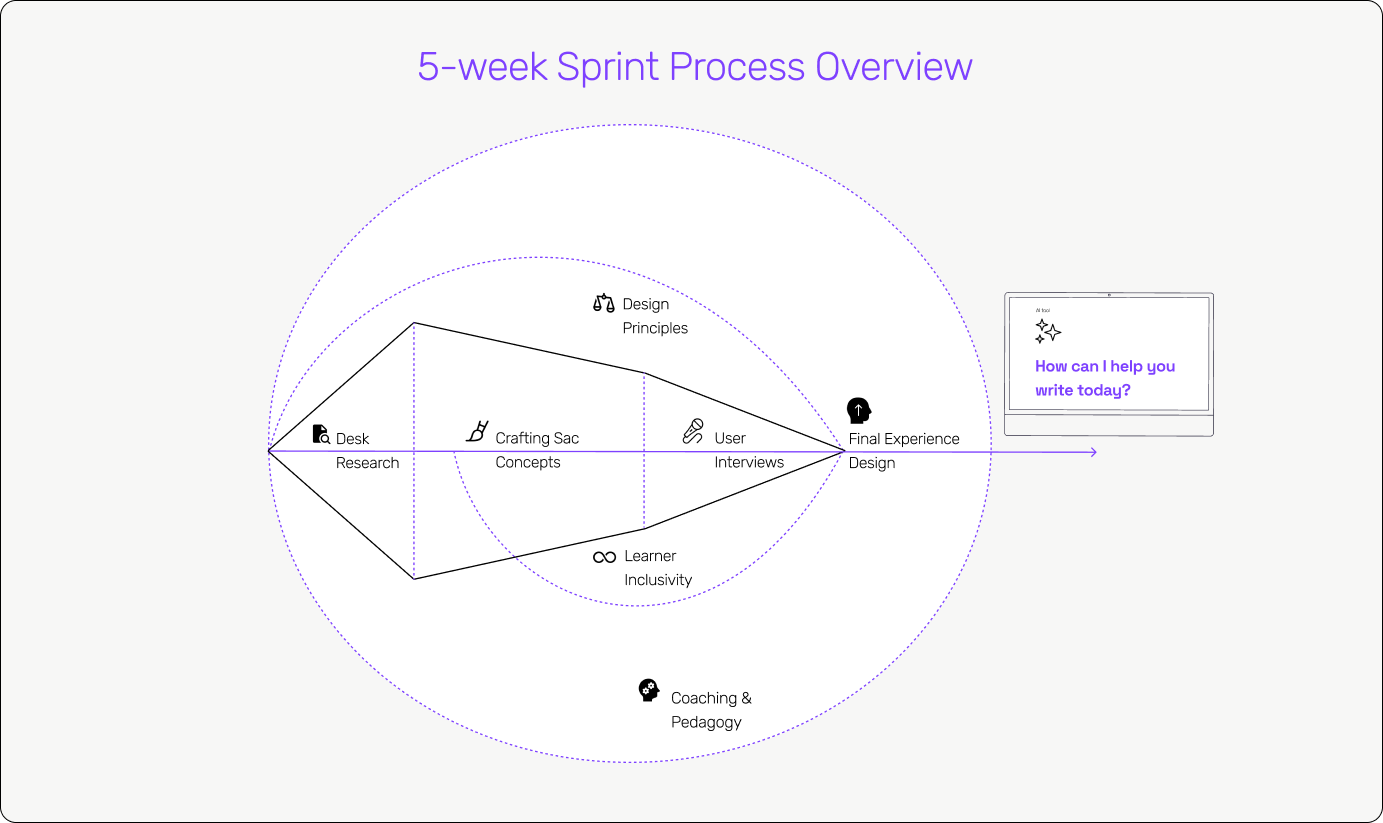 5-week Sprint Process Overview
Design
Principles
AI tool
How can I help you
write today?
Desk
Research
Crafting Sac
Concepts
User
Interviews
Final Experience
Design
Learner
Inclusivity
Coaching &
Pedagogy